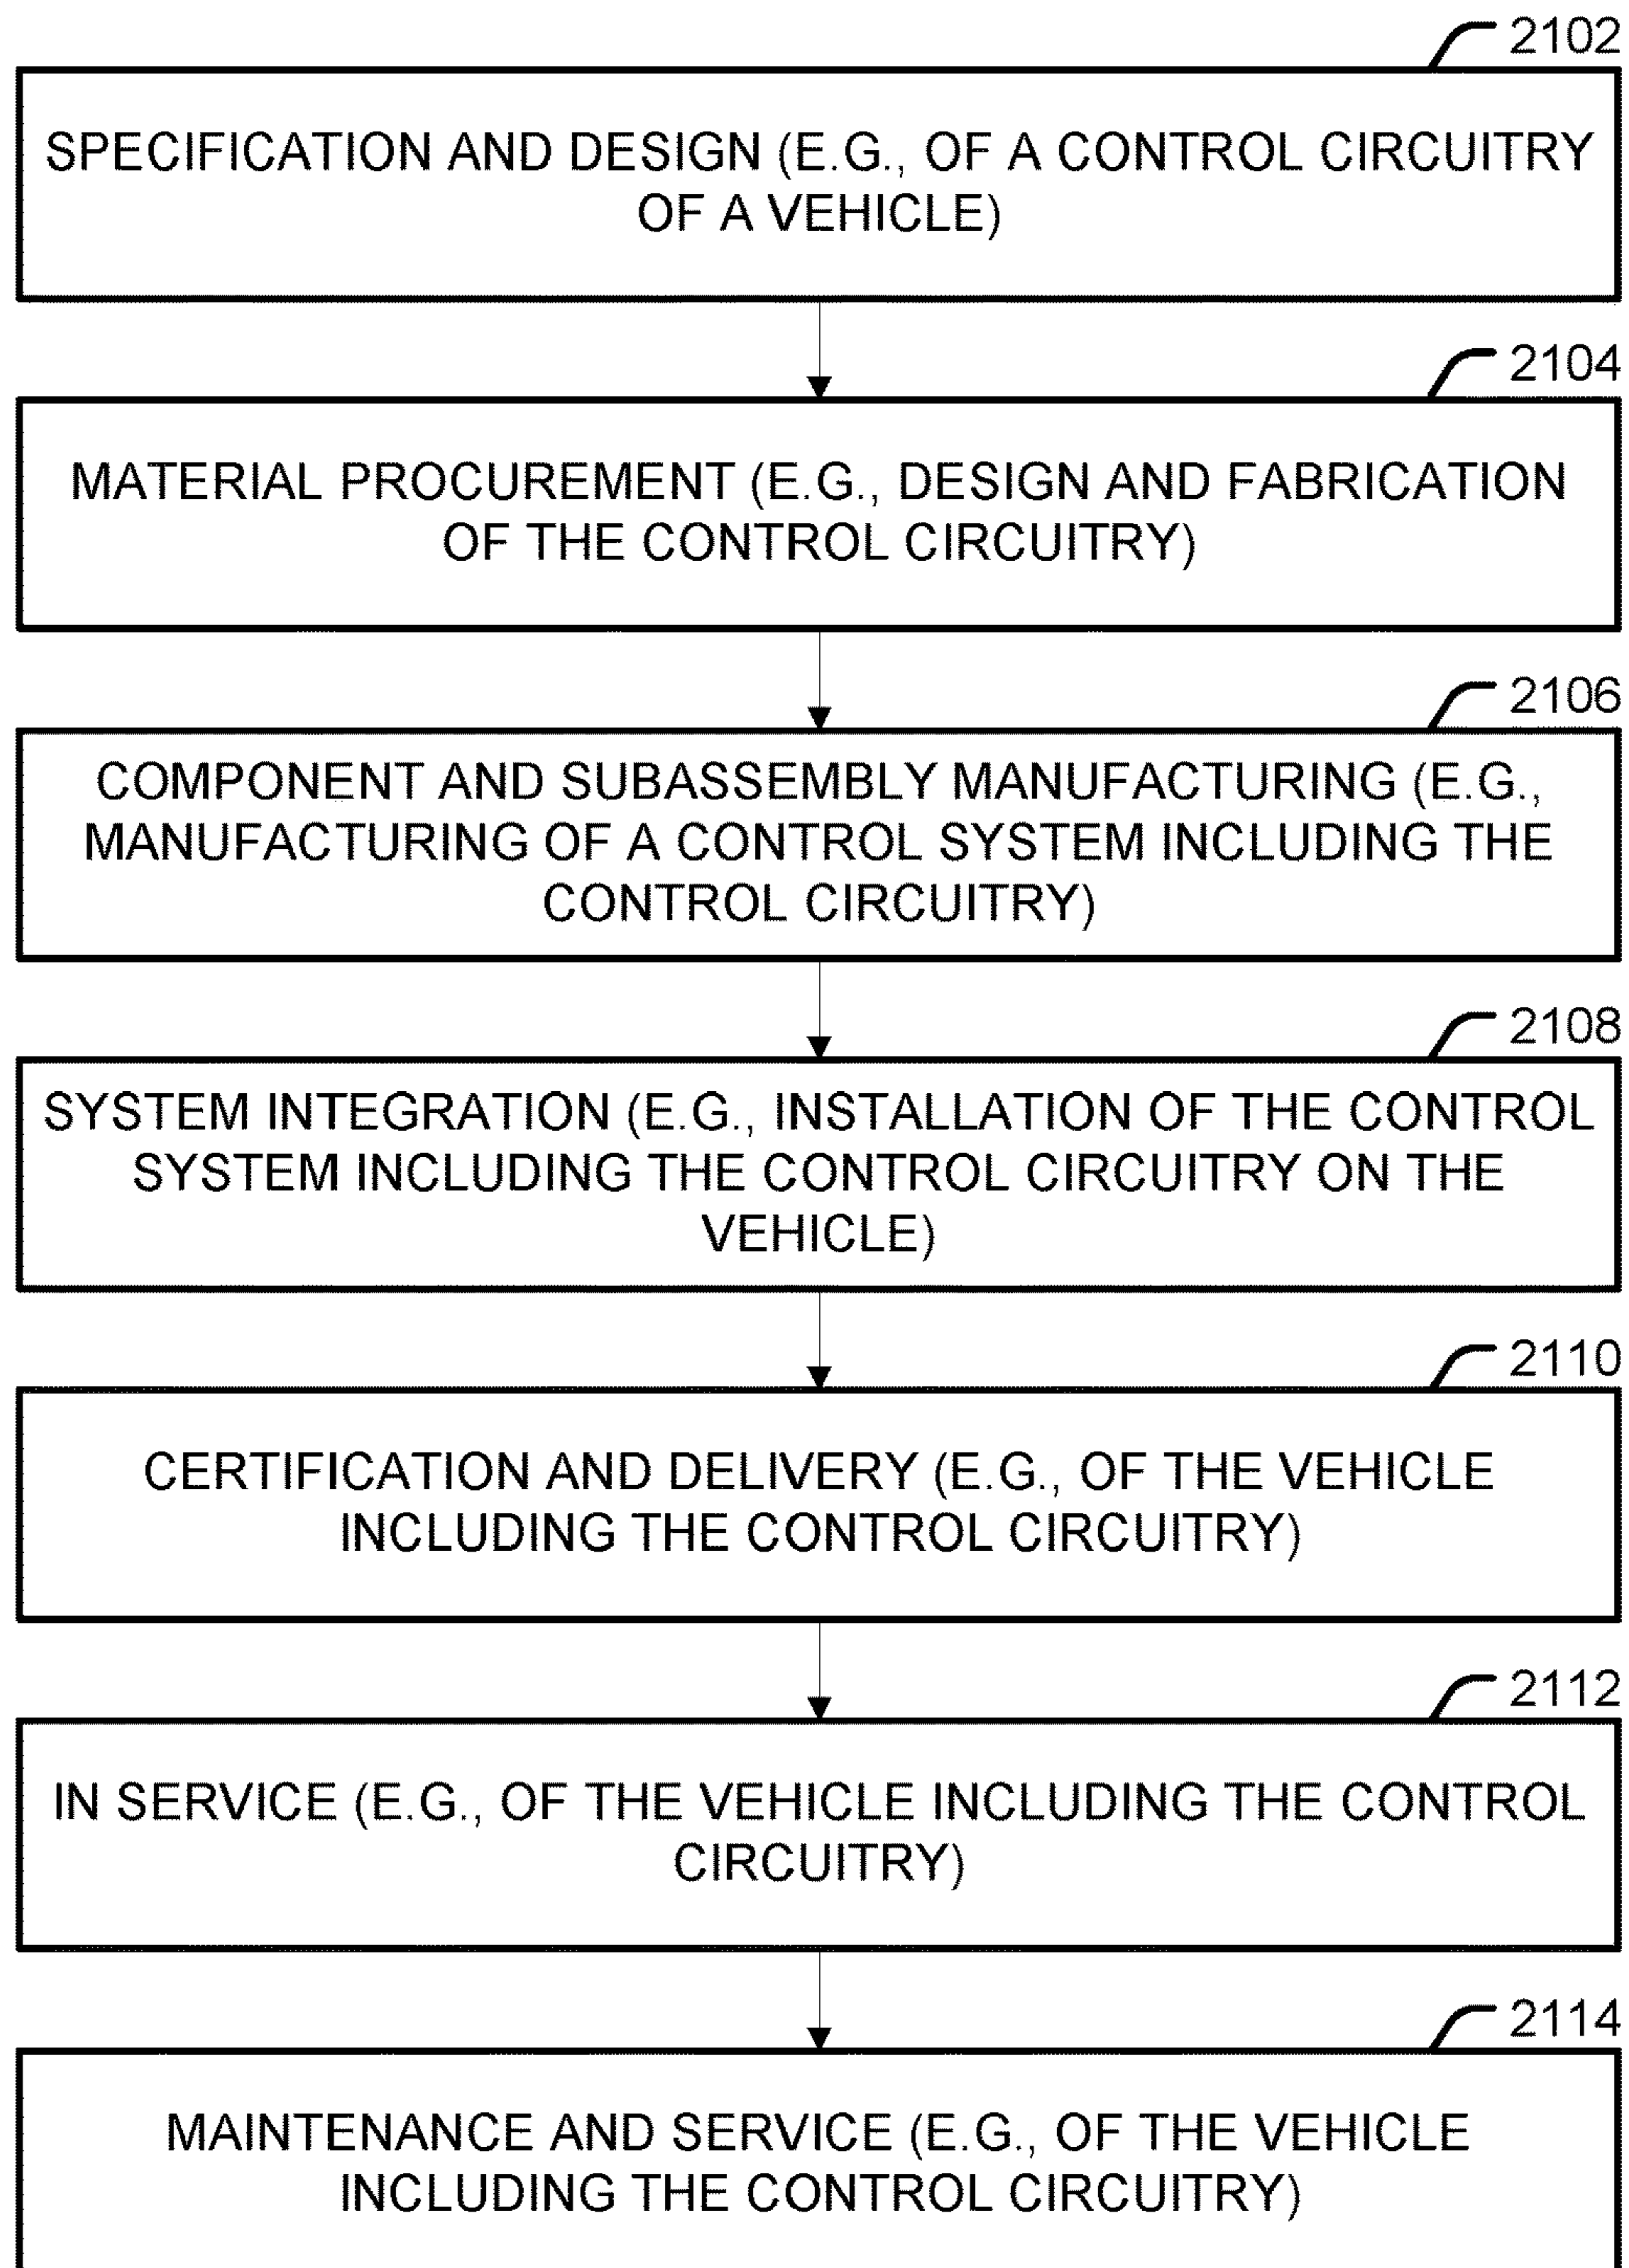 2102
SPECIFICATION AND DESIGN (E.G., OF A CONTROL CIRCUITRY
OF A VEHICLE)
2104
MATERIAL PROCUREMENT (E.G., DESIGN AND FABRICATION
OF THE CONTROL CIRCUITRY)
2106
COMPONENT AND SUBASSEMBLY MANUFACTURING (E.G.,
MANUFACTURING OF A CONTROL SYSTEM INCLUDING THE
CONTROL CIRCUITRY)
2108
SYSTEM INTEGRATION (E.G., INSTALLATION OF THE CONTROL
SYSTEM INCLUDING THE CONTROL CIRCUITRY ON THE
VEHICLE)
2110
CERTIFICATION AND DELIVERY (E.G., OF THE VEHICLE
INCLUDING THE CONTROL CIRCUITRY)
2112
IN SERVICE (E.G., OF THE VEHICLE INCLUDING THE CONTROL
CIRCUITRY)
2114
MAINTENANCE AND SERVICE (E.G., OF THE VEHICLE
INCLUDING THE CONTROL CIRCUITRY)